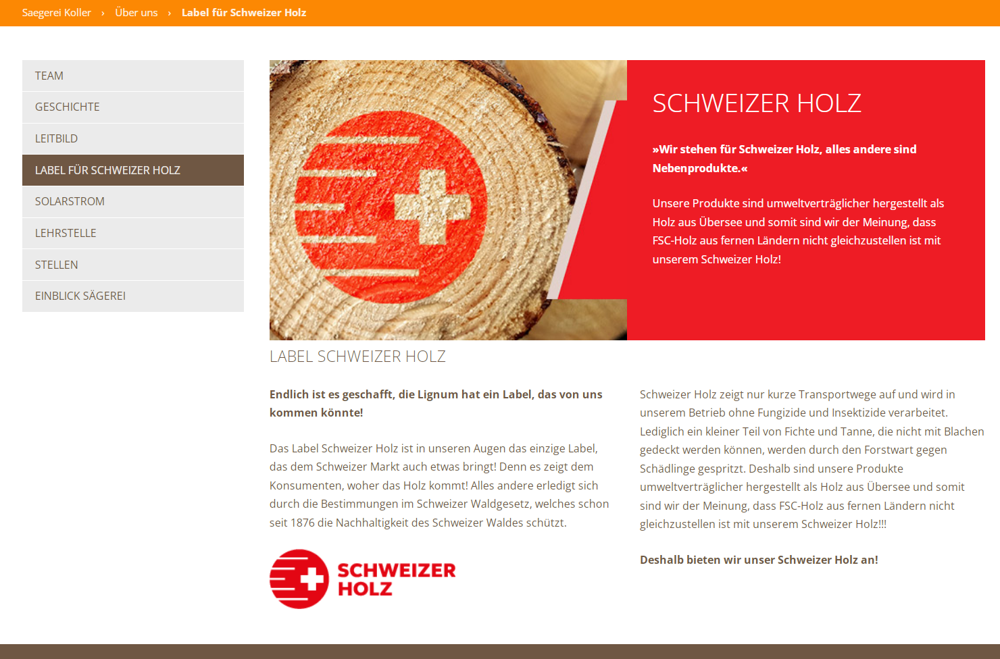 Saegerei Koller › Über uns › Label für Schweizer Holz
TEAM
GESCHICHTE
LEITBILD
LABEL FÜR SCHWEIZER HOLZ
SOLARSTROM
LEHRSTELLE
STELLEN
EINBLICK SÄGEREI
SCHWEIZER HOLZ
»Wir stehen für Schweizer Holz, alles andere sind
Nebenprodukte.«
Unsere Produkte sind umweltverträglicher hergestellt als
Holz aus Übersee und somit sind wir der Meinung, dass
FSC-Holz aus fernen Ländern nicht gleichzustellen ist mit
unserem Schweizer Holz!
LABEL SCHWEIZER HOLZ
Endlich ist es geschafft, die Lignum hat ein Label, das von uns
kommen könnte!
Das Label Schweizer Holz ist in unseren Augen das einzige Label,
das dem Schweizer Markt auch etwas bringt! Denn es zeigt dem
Konsumenten, woher das Holz kommt! Alles andere erledigt sich
durch die Bestimmungen im Schweizer Waldgesetz, welches schon
seit 1876 die Nachhaltigkeit des Schweizer Waldes schützt.
SCHWEIZER
HOLZ
Schweizer Holz zeigt nur kurze Transportwege auf und wird in
unserem Betrieb ohne Fungizide und Insektizide verarbeitet.
Lediglich ein kleiner Teil von Fichte und Tanne, die nicht mit Blachen
gedeckt werden können, werden durch den Forstwart gegen
Schädlinge gespritzt. Deshalb sind unsere Produkte
umweltverträglicher hergestellt als Holz aus Übersee und somit
sind wir der Meinung, dass FSC-Holz aus fernen Ländern nicht
gleichzustellen ist mit unserem Schweizer Holz!!!
Deshalb bieten wir unser Schweizer Holz an!